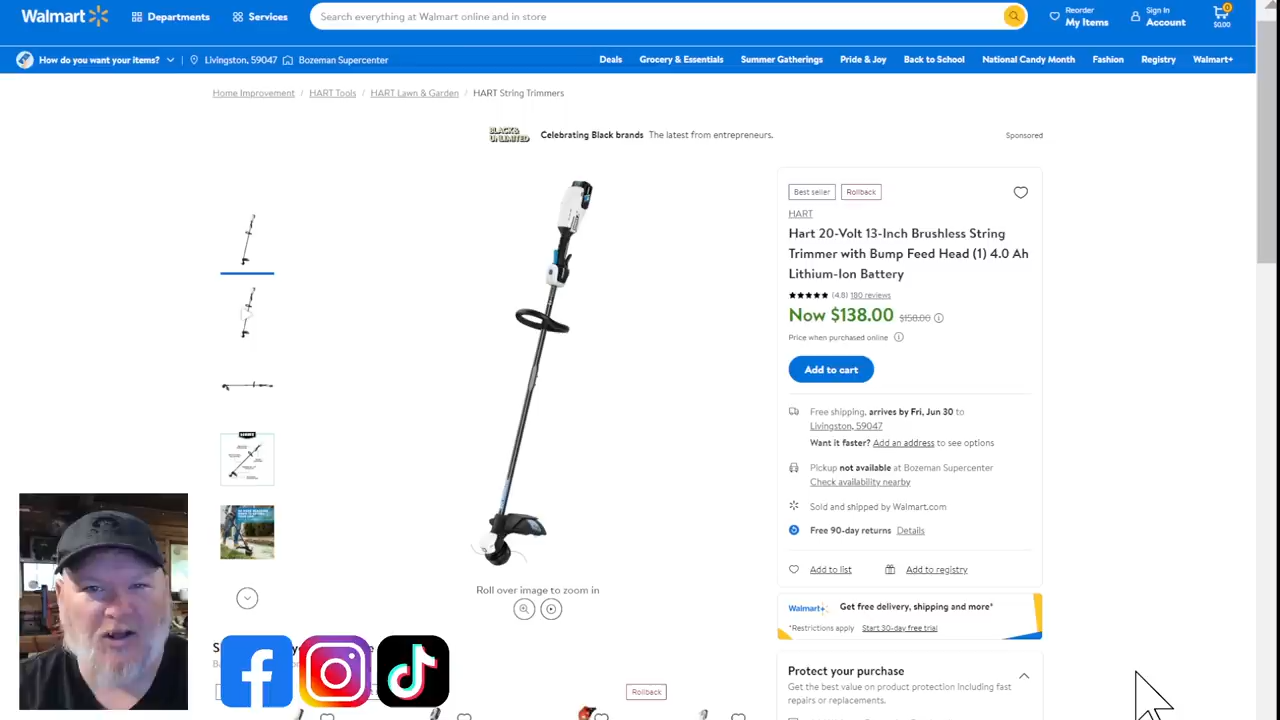 Walmart
Departments
Services
Search everything at Walmart online and in store
Reorder
My Items
Sign In
Account
0
$0.00
How do you want your items?
Livingston, 59047
Bozeman Supercenter
Deals
Grocery & Essentials
Summer Gatherings
Pride & Joy
Back to School
National Candy Month
Fashion
Registry
Walmart+
Home Improvement / HART Tools / HART Lawn & Garden / HART String Trimmers
BLACK&
UNLIMITED
Celebrating Black brands The latest from entrepreneurs.
Sponsored
Best seller
Rollback
HART
Hart 20-Volt 13-Inch Brushless String
Trimmer with Bump Feed Head (1) 4.0 Ah
Lithium-Ion Battery
(4.8) 180 reviews
Now $138.00 $158.00
Price when purchased online
Add to cart
Free shipping, arrives by Fri, Jun 30 to
Livingston, 59047
Want it faster? Add an address to see options
Pickup not available at Bozeman Supercenter
Check availability nearby
Sold and shipped by Walmart.com
Free 90-day returns Details
Add to list
Add to registry
Roll over image to zoom in
Walmart+
Get free delivery, shipping and more*
*Restrictions apply Start 30-day free trial
Protect your purchase
Get the best value on product protection including fast
repairs or replacements.
Rollback